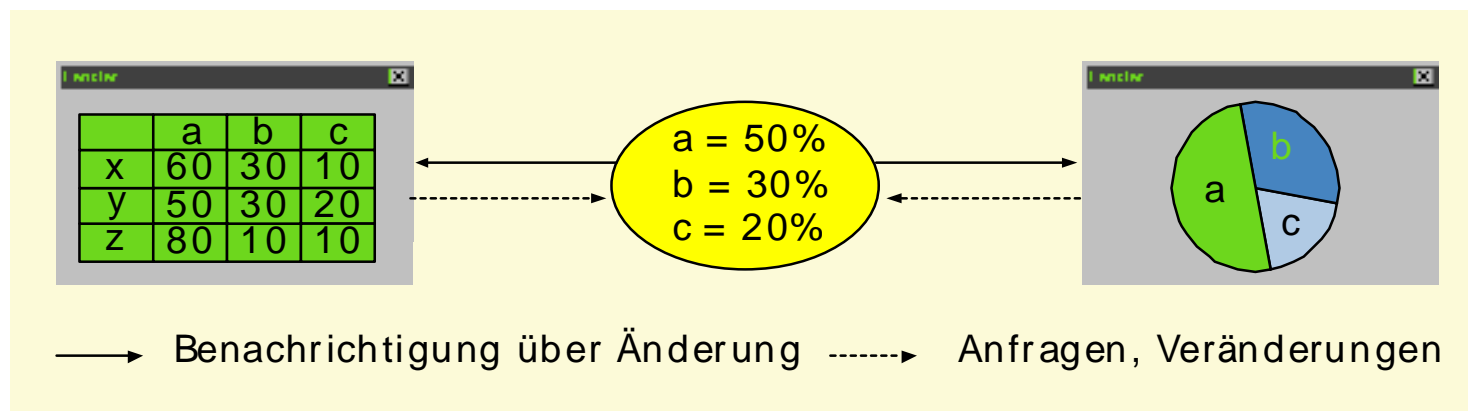 a b c
x 60 30 10
y 50 30 20
z 80 10 10
a = 50%
b = 30%
c = 20%
a
b
c
Benachrichtigung über Änderung
Anfragen, Veränderungen